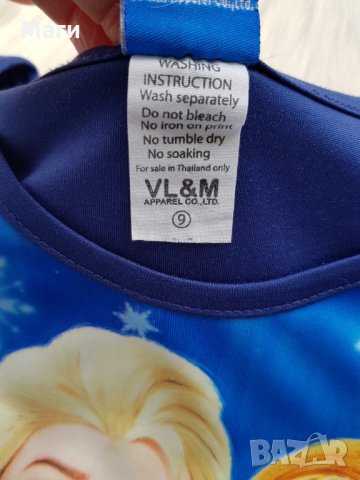 Маги
WASHING
INSTRUCTION
Wash separately
Do not bleach
No iron on print
No tumble dry
No soaking
For sale in Thailand only
VL&M
APPAREL CO.,LTD.
9
BAZAR